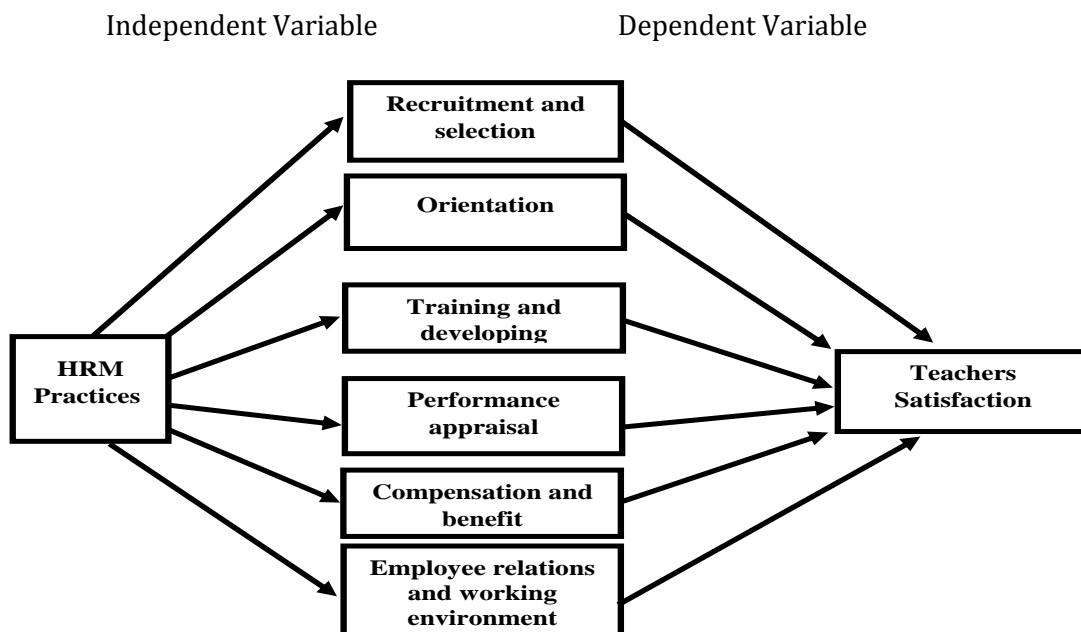 Independent Variable
Dependent Variable
Recruitment and
selection
Orientation
Training and
developing
HRM
Practices
Performance
appraisal
Teachers
Satisfaction
Compensation and
benefit
Employee relations
and working
environment